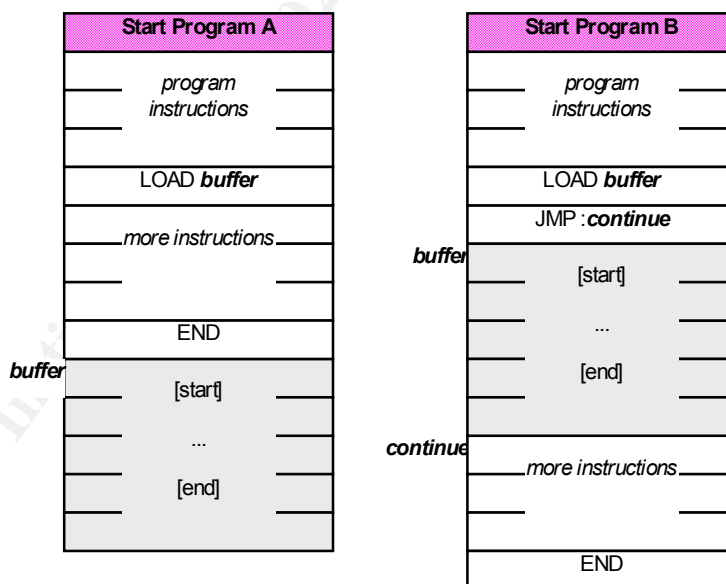 Start Program A
program
instructions
LOAD buffer
more instructions
END
buffer
[start]
...
[end]
Start Program B
program
instructions
LOAD buffer
JMP :continue
buffer
[start]
...
[end]
continue
more instructions
END